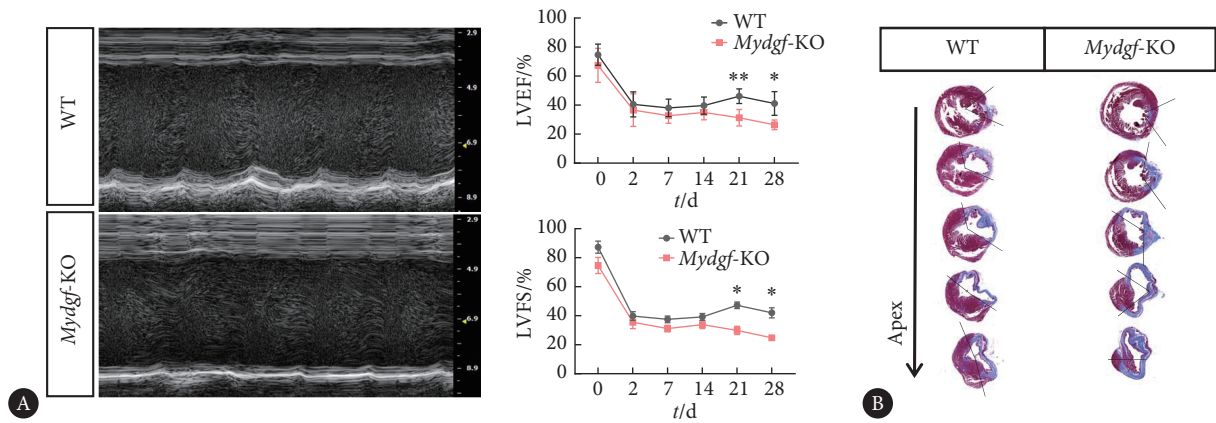 WT
2.9
4.9
6.9
8.9
Mydgf-KO
2.9
4.9
6.9
8.9
A
LVEF/%
100
80
60
40
20
0
WT
Mydgf-KO
**
*
0 2 7 14 21 28
t/d
LVFS/%
100
80
60
40
20
0
WT
Mydgf-KO
*
*
0 2 7 14 21 28
t/d
WT Mydgf-KO
Apex
B